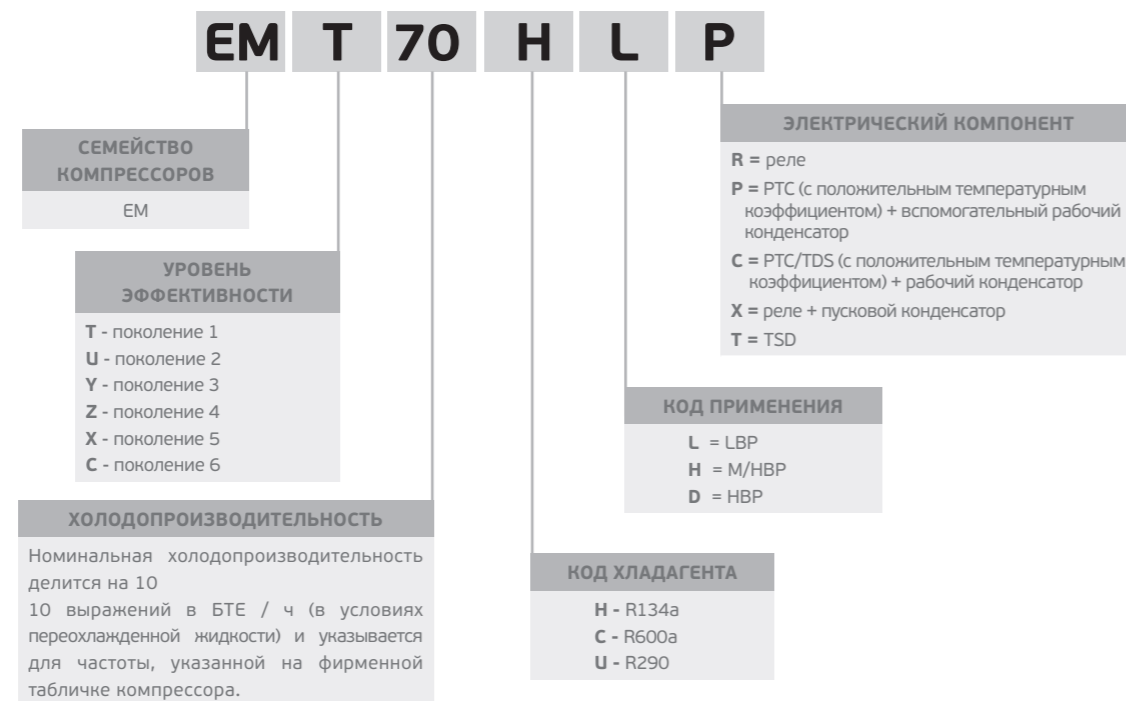 EM T 70 H L P
СЕМЕЙСТВО
КОМПРЕССОРОВ
EM
УРОВЕНЬ
ЭФФЕКТИВНОСТИ
T - поколение 1
U - поколение 2
Y - поколение 3
Z - поколение 4
X - поколение 5
C - поколение 6
ХОЛОДОПРОИЗВОДИТЕЛЬНОСТЬ
Номинальная холодопроизводительность
делится на 10
10 выражений в БТЕ / ч (в условиях
переохлажденной жидкости) и указывается
для частоты, указанной на фирменной
табличке компрессора.
КОД ХЛАДАГЕНТА
H - R134a
C - R600a
U - R290
КОД ПРИМЕНЕНИЯ
L = LBP
H = M/HBP
D = HBP
ЭЛЕКТРИЧЕСКИЙ КОМПОНЕНТ
R = реле
P = PTC (с положительным температурным
коэффициентом) + вспомогательный рабочий
конденсатор
C = PTC/TDS (с положительным температурным
коэффициентом) + рабочий конденсатор
X = реле + пусковой конденсатор
T = TSD